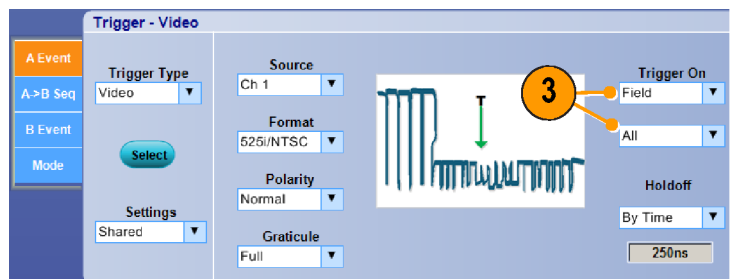 Trigger - Video
A Event
A->B Seq
B Event
Mode
Trigger Type
Video
Select
Settings
Shared
Source
Ch 1
Format
525i/NTSC
Polarity
Normal
Graticule
Full
T
3
Trigger On
Field
All
Holdoff
By Time
250ns